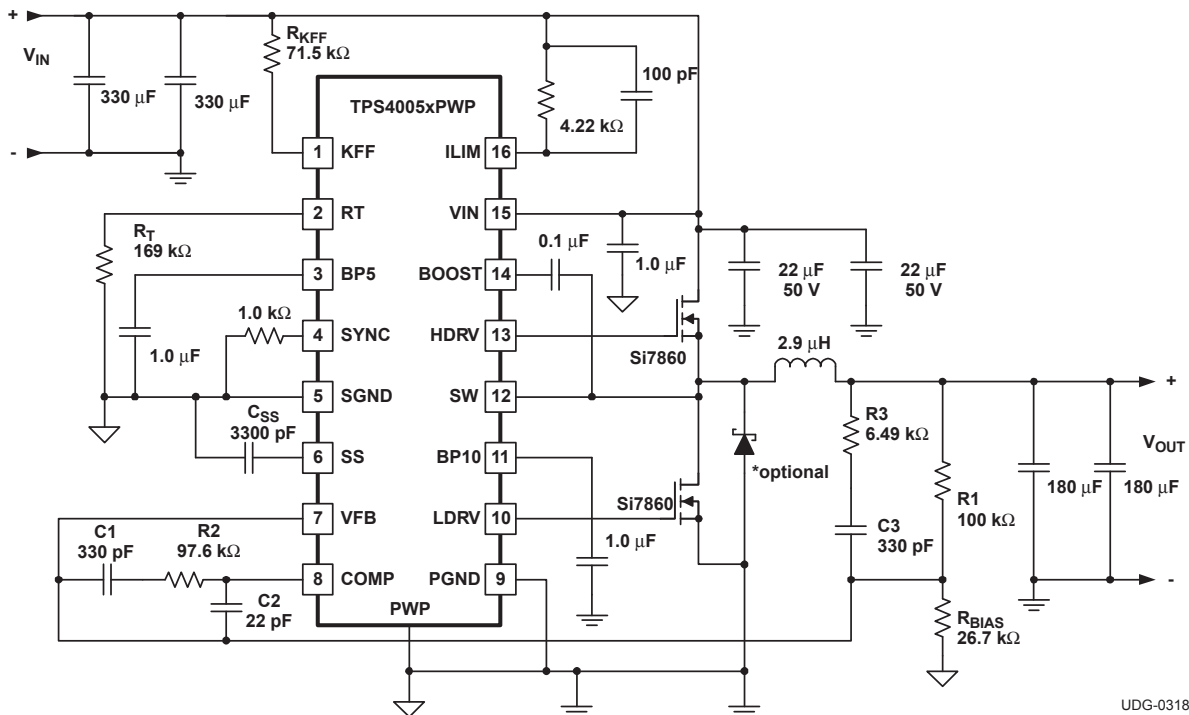 +
V_IN
-
330 µF
330 µF
R_KFF
71.5 kΩ
100 pF
4.22 kΩ
TPS4005xPWP
1 KFF
ILIM 16
2 RT
VIN 15
3 BP5
BOOST 14
4 SYNC
HDRV 13
5 SGND
SW 12
6 SS
BP10 11
7 VFB
LDRV 10
8 COMP
PGND 9
PWP
R_T
169 kΩ
1.0 kΩ
1.0 µF
C_SS
3300 pF
C1
330 pF
R2
97.6 kΩ
C2
22 pF
0.1 µF
1.0 µF
22 µF
50 V
22 µF
50 V
Si7860
2.9 µH
*optional
Si7860
1.0 µF
R3
6.49 kΩ
C3
330 pF
R1
100 kΩ
R_BIAS
26.7 kΩ
180 µF
180 µF
+
V_OUT
-
UDG-0318